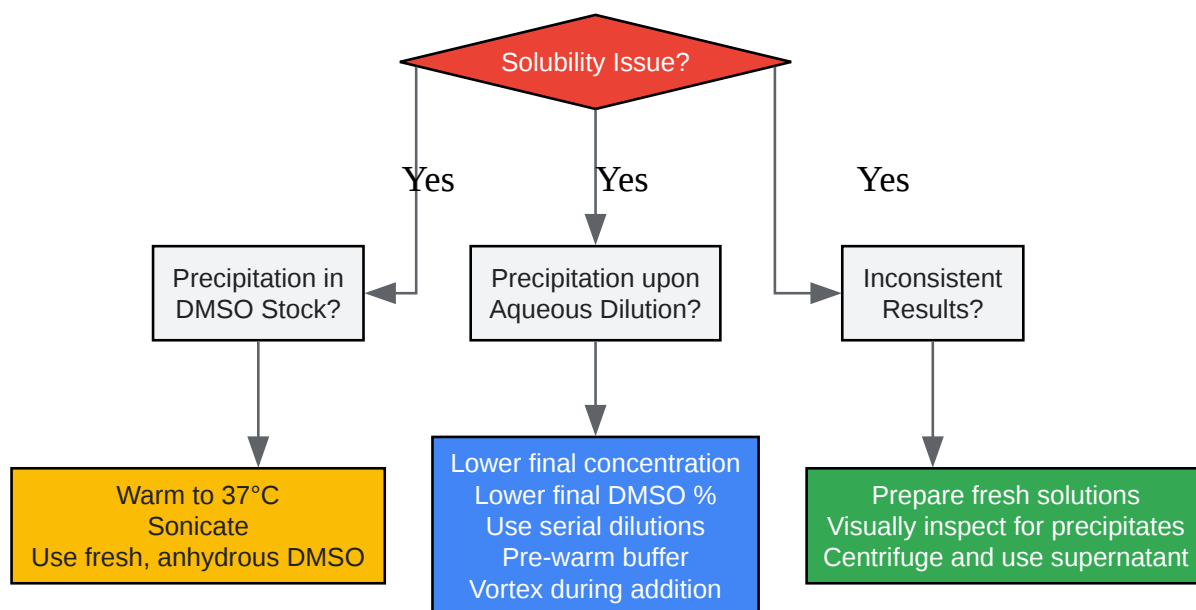 Solubility Issue?
Yes
Yes
Yes
Precipitation in
DMSO Stock?
Precipitation upon
Aqueous Dilution?
Inconsistent
Results?
Warm to 37°C
Sonicate
Use fresh, anhydrous DMSO
Lower final concentration
Lower final DMSO %
Use serial dilutions
Pre-warm buffer
Vortex during addition
Prepare fresh solutions
Visually inspect for precipitates
Centrifuge and use supernatant